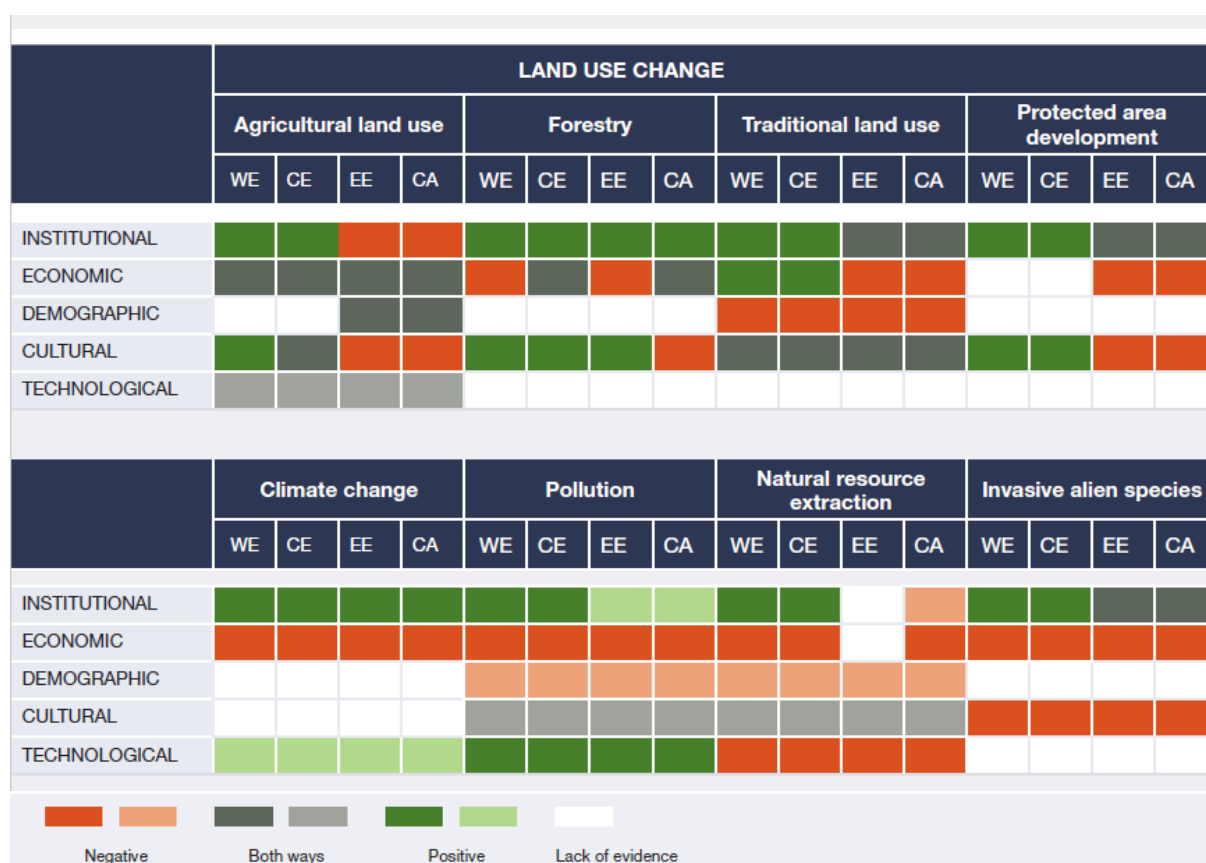 LAND USE CHANGE
Agricultural land use Forestry Traditional land use Protected area development
WE CE EE CA WE CE EE CA WE CE EE CA WE CE EE CA
INSTITUTIONAL
ECONOMIC
DEMOGRAPHIC
CULTURAL
TECHNOLOGICAL
Climate change Pollution Natural resource extraction Invasive alien species
WE CE EE CA WE CE EE CA WE CE EE CA WE CE EE CA
INSTITUTIONAL
ECONOMIC
DEMOGRAPHIC
CULTURAL
TECHNOLOGICAL
Negative Both ways Positive Lack of evidence